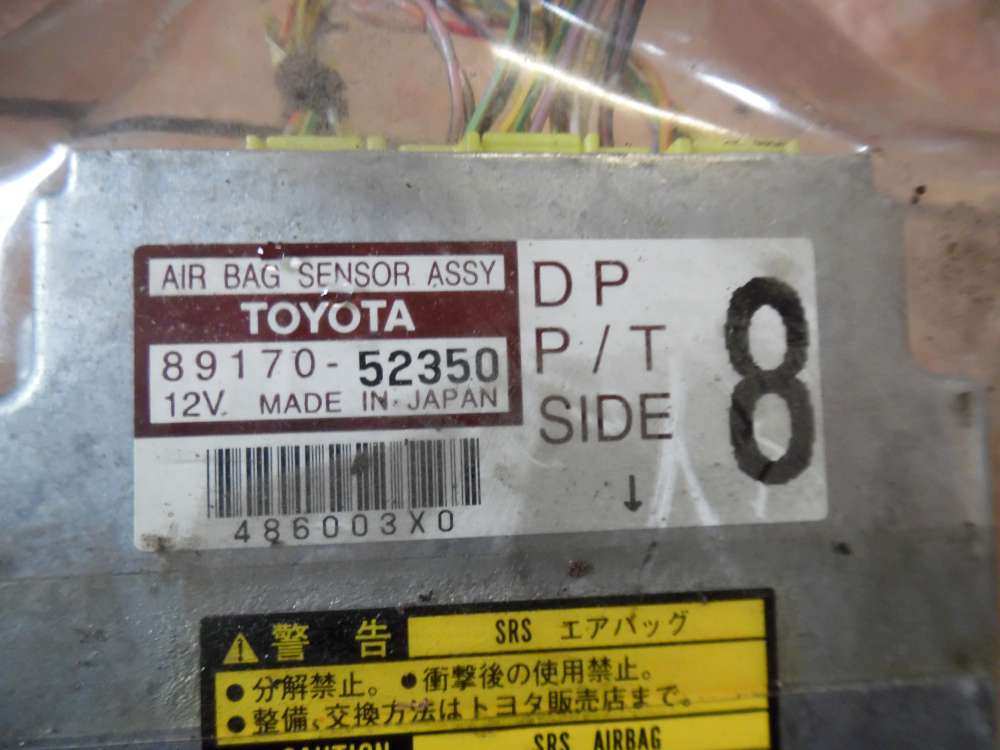 AIR BAG SENSOR ASSY
TOYOTA
89170-52350
12V. MADE IN JAPAN
DP
P/T
SIDE
↓
8
486003X0
警告 SRS エアバッグ
●分解禁止。 ●衝撃後の使用禁止。
●整備、交換方法はトヨタ販売店まで。
CAUTION SRS AIRBAG